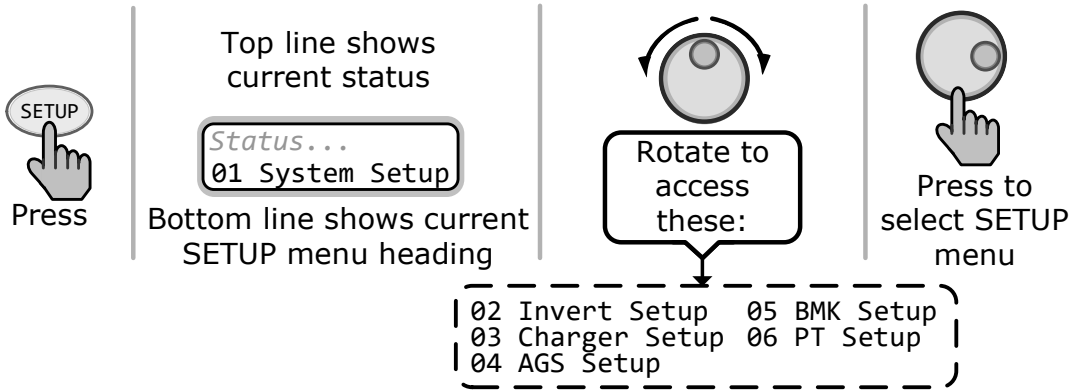 SETUP
Press
Top line shows
current status
Status...
01 System Setup
Bottom line shows current
SETUP menu heading
Rotate to
access
these:
02 Invert Setup 05 BMK Setup
03 Charger Setup 06 PT Setup
04 AGS Setup
Press to
select SETUP
menu